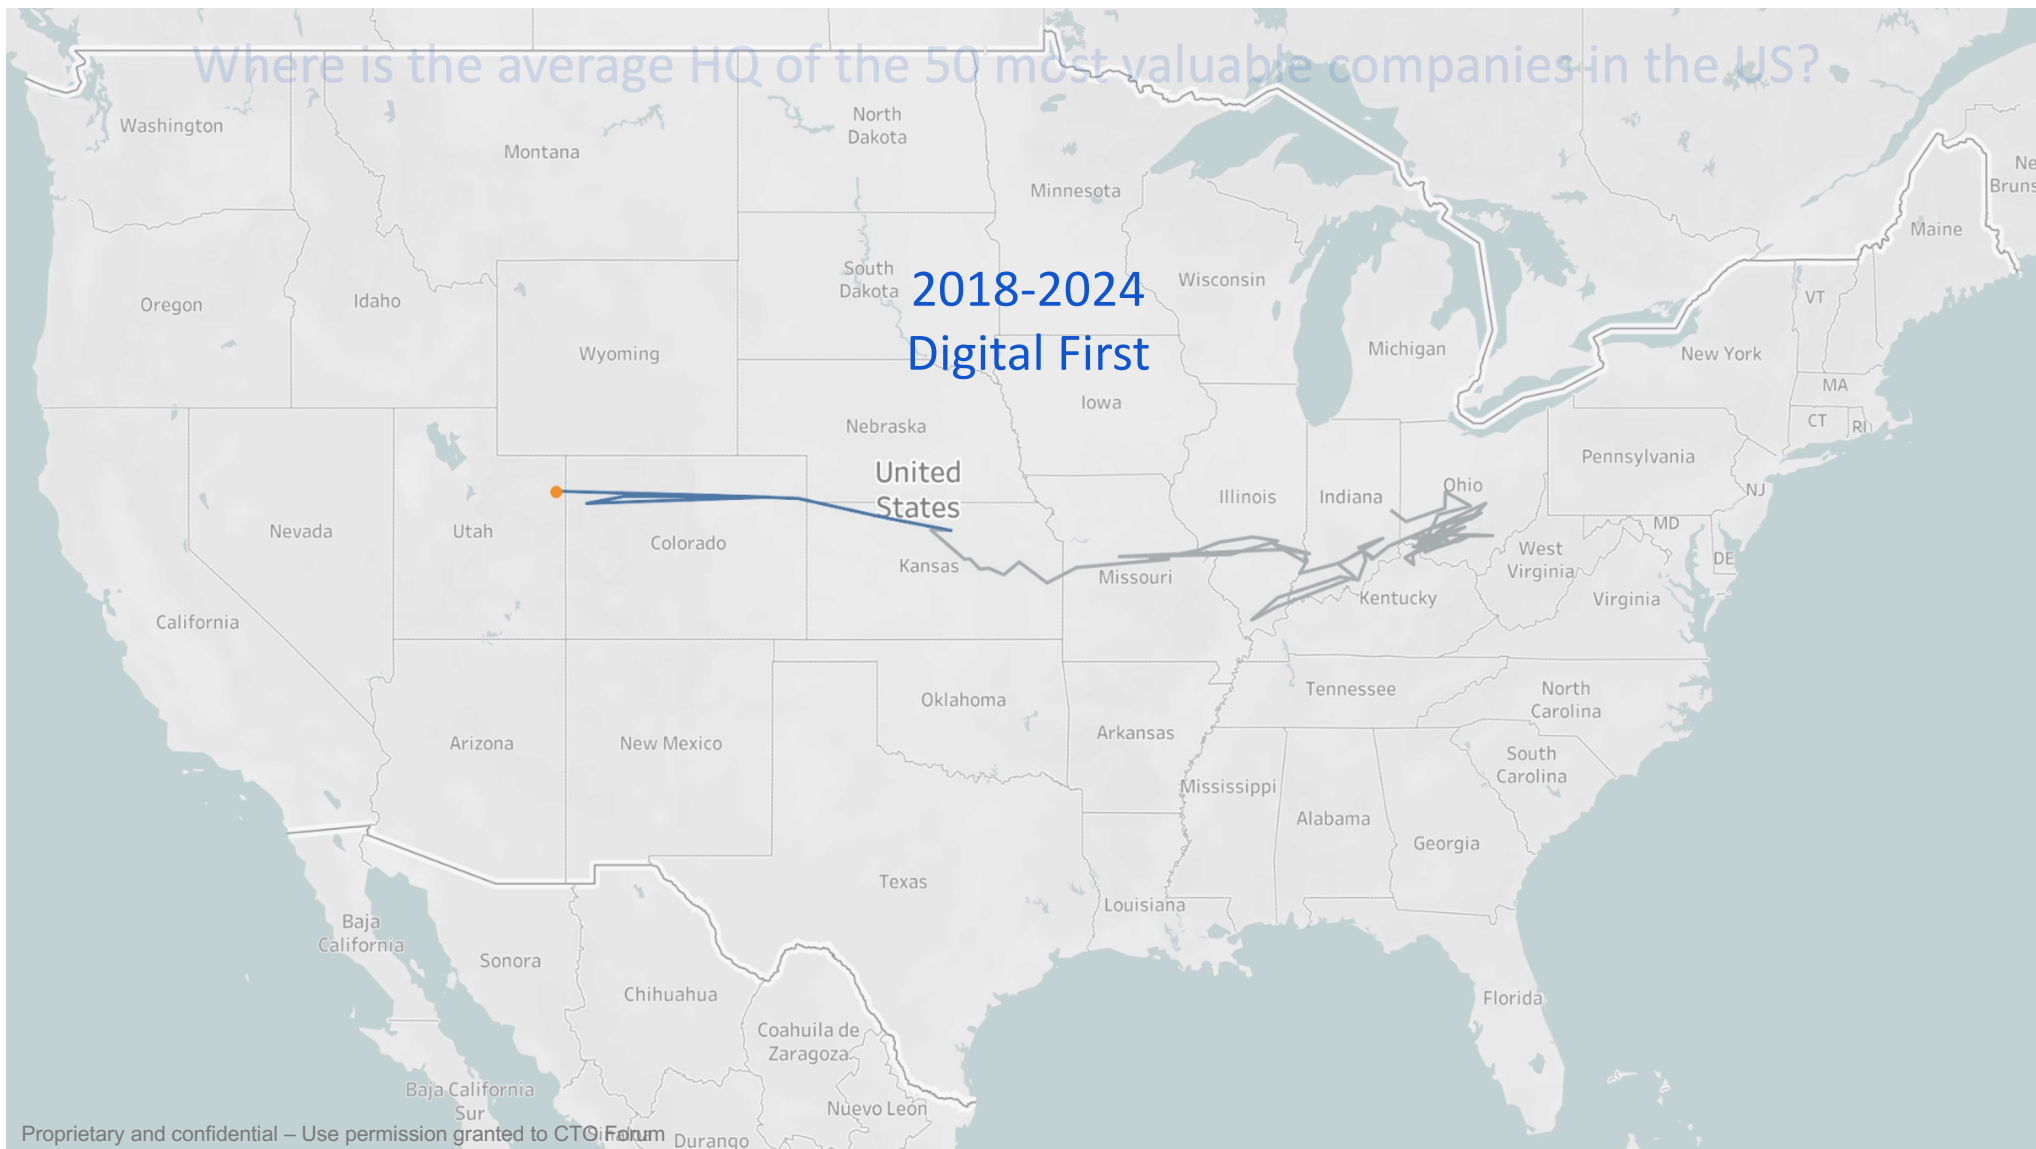 Where is the average HQ of the 50 most valuable companies in the US?
Washington
Montana
North
Dakota
Minnesota
Ne
Bruns
Maine
Oregon
Idaho
South
Dakota
2018-2024
Digital First
Wisconsin
VT
Wyoming
Michigan
New York
MA
Iowa
CT
RI
Nebraska
United
States
Pennsylvania
Illinois
Indiana
Ohio
NJ
Nevada
Utah
Colorado
MD
West
Virginia
DE
Kansas
Missouri
California
Kentucky
Virginia
Oklahoma
Tennessee
North
Carolina
Arizona
New Mexico
Arkansas
South
Carolina
Mississippi
Alabama
Georgia
Texas
Louisiana
Baja
California
Sonora
Chihuahua
Florida
Coahuila de
Zaragoza
Baja California
Sur
Nuevo León
Proprietary and confidential – Use permission granted to CTO Forum
Durango